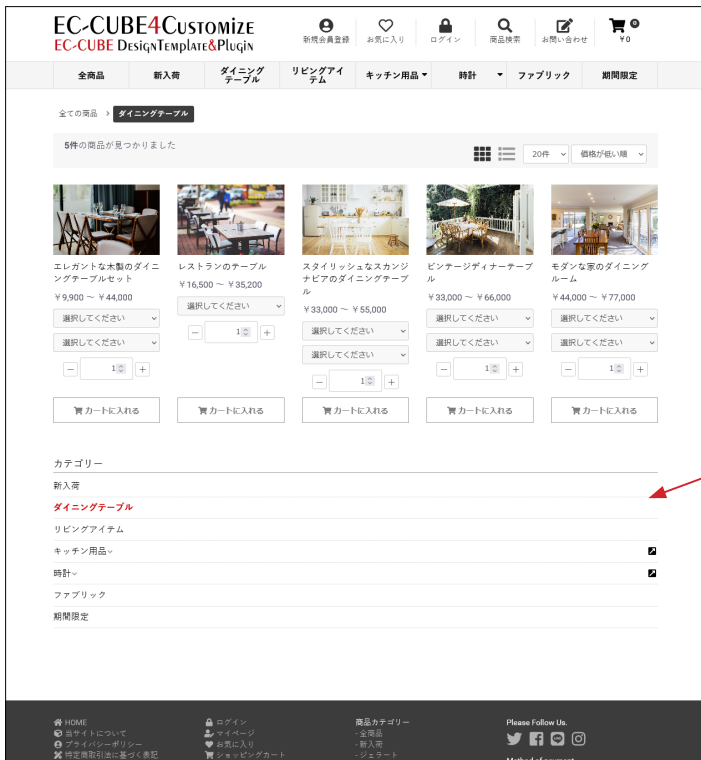 EC-CUBE4Customize
EC-CUBE DesignTemplate&Plugin
新規会員登録
お気に入り
ログイン
商品検索
お問い合わせ
0
￥0
全商品
新入荷
ダイニング
テーブル
リビングアイ
テム
キッチン用品
時計
ファブリック
期間限定
全ての商品 › ダイニングテーブル
5件の商品が見つかりました
20件
価格が低い順
エレガントな木製のダイニ
ングテーブルセット
￥9,900 ～ ￥44,000
選択してください
選択してください
1
カートに入れる
レストランのテーブル
￥16,500 ～ ￥35,200
選択してください
1
カートに入れる
スタイリッシュなスカンジ
ナビアのダイニングテーブ
ル
￥33,000 ～ ￥55,000
選択してください
選択してください
1
カートに入れる
ビンテージディナーテーブ
ル
￥33,000 ～ ￥66,000
選択してください
選択してください
1
カートに入れる
モダンな家のダイニング
ルーム
￥44,000 ～ ￥77,000
選択してください
選択してください
1
カートに入れる
カテゴリー
新入荷
ダイニングテーブル
リビングアイテム
キッチン用品
時計
ファブリック
期間限定
HOME
当サイトについて
プライバシーポリシー
特定商取引法に基づく表記
ログイン
マイページ
お気に入り
ショッピングカート
商品カテゴリー
- 全商品
- 新入荷
- ジェラート
Please Follow Us.
Method of payment